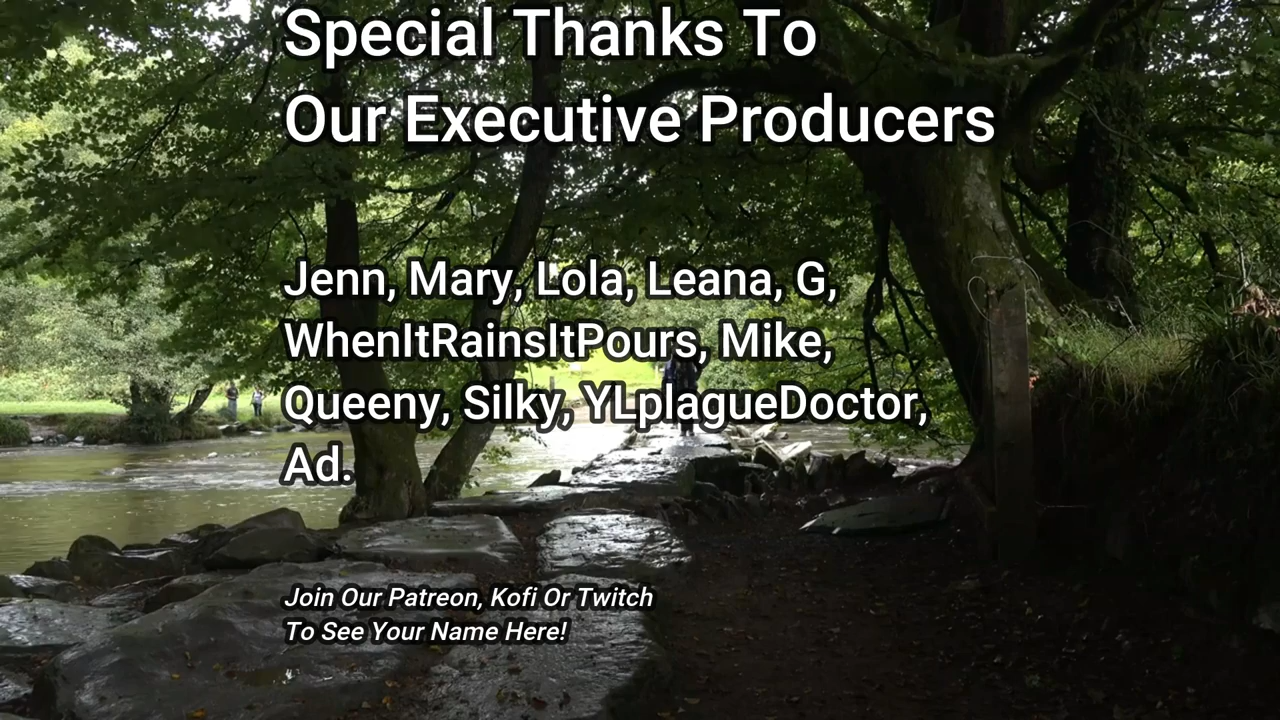 Special Thanks To
Our Executive Producers
Jenn, Mary, Lola, Leana, G,
WhenItRainsItPours, Mike,
Queeny, Silky, YLplagueDoctor,
Ad.
Join Our Patreon, Kofi Or Twitch
To See Your Name Here!